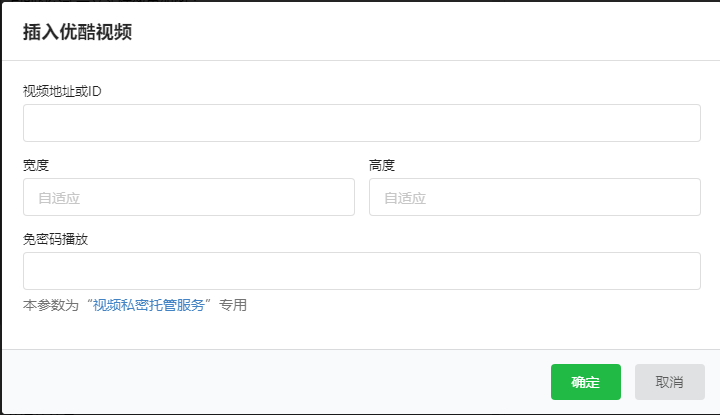 插入优酷视频
视频地址或ID
宽度 高度
自适应 自适应
免密码播放
本参数为“视频私密托管服务”专用
确定 取消